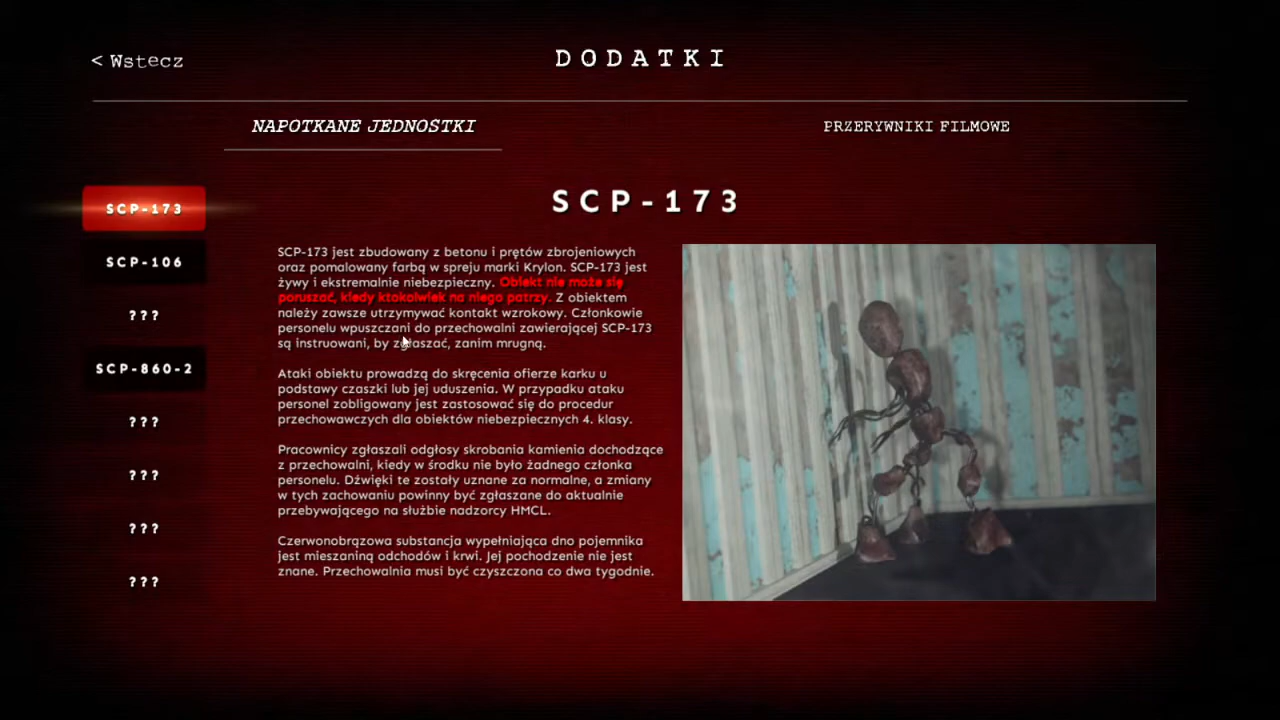 < Wstecz
DODATKI
NAPOTKANE JEDNOSTKI
PRZERYWNIKI FILMOWE
SCP-173
SCP-106
???
SCP-860-2
???
???
???
???
SCP-173
SCP-173 jest zbudowany z betonu i prętów zbrojeniowych
oraz pomalowany farbą w spreju marki Krylon. SCP-173 jest
żywy i ekstremalnie niebezpieczny. Obiekt nie może się
poruszać, kiedy ktokolwiek na niego patrzy. Z obiektem
należy zawsze utrzymywać kontakt wzrokowy. Członkowie
personelu wpuszczani do przechowalni zawierającej SCP-173
są instruowani, by zgłaszać, zanim mrugną.
Ataki obiektu prowadzą do skręcenia ofierze karku u
podstawy czaszki lub jej uduszenia. W przypadku ataku
personel zobligowany jest zastosować się do procedur
przechowawczych dla obiektów niebezpiecznych 4. klasy.
Pracownicy zgłaszali odgłosy skrobania kamienia dochodzące
z przechowalni, kiedy w środku nie było żadnego członka
personelu. Dźwięki te zostały uznane za normalne, a zmiany
w tych zachowaniu powinny być zgłaszane do aktualnie
przebywającego na służbie nadzorcy HMCL.
Czerwonobrązowa substancja wypełniająca dno pojemnika
jest mieszaniną odchodów i krwi. Jej pochodzenie nie jest
znane. Przechowalnia musi być czyszczona co dwa tygodnie.